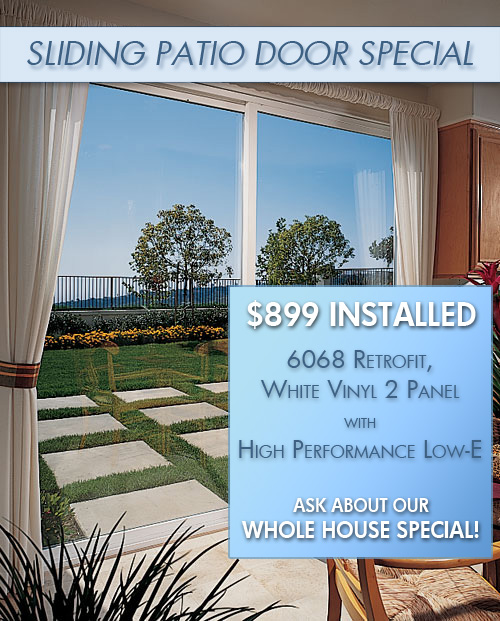 SLIDING PATIO DOOR SPECIAL
$899 INSTALLED
6068 RETROFIT,
WHITE VINYL 2 PANEL
WITH
HIGH PERFORMANCE LOW-E
ASK ABOUT OUR
WHOLE HOUSE SPECIAL!